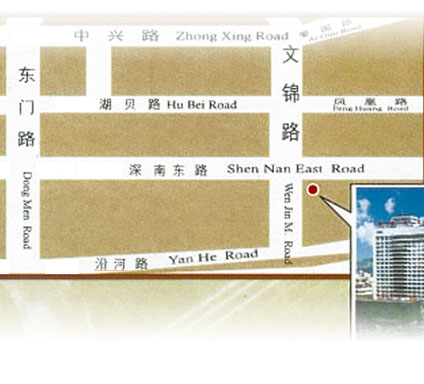 爱国路
Ai Guo Road
中兴路 Zhong Xing Road
文锦路
东门路
湖贝路 Hu Bei Road
凤凰路
Feng Huang Road
深南东路 Shen Nan East Road
Dong Men Road
Wen Jin M. Road
沿河路 Yan He Road